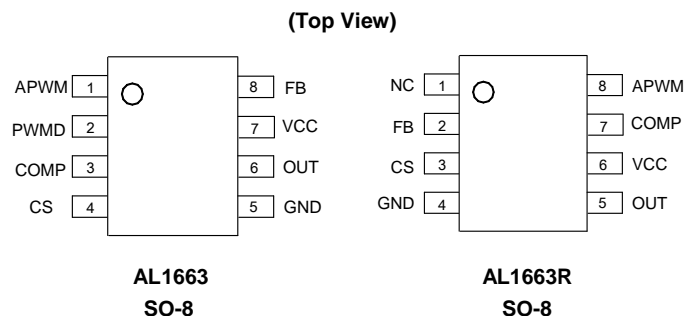 (Top View)
APWM 1 8 FB
PWMD 2 7 VCC
COMP 3 6 OUT
CS 4 5 GND
AL1663
SO-8
NC 1 8 APWM
FB 2 7 COMP
CS 3 6 VCC
GND 4 5 OUT
AL1663R
SO-8